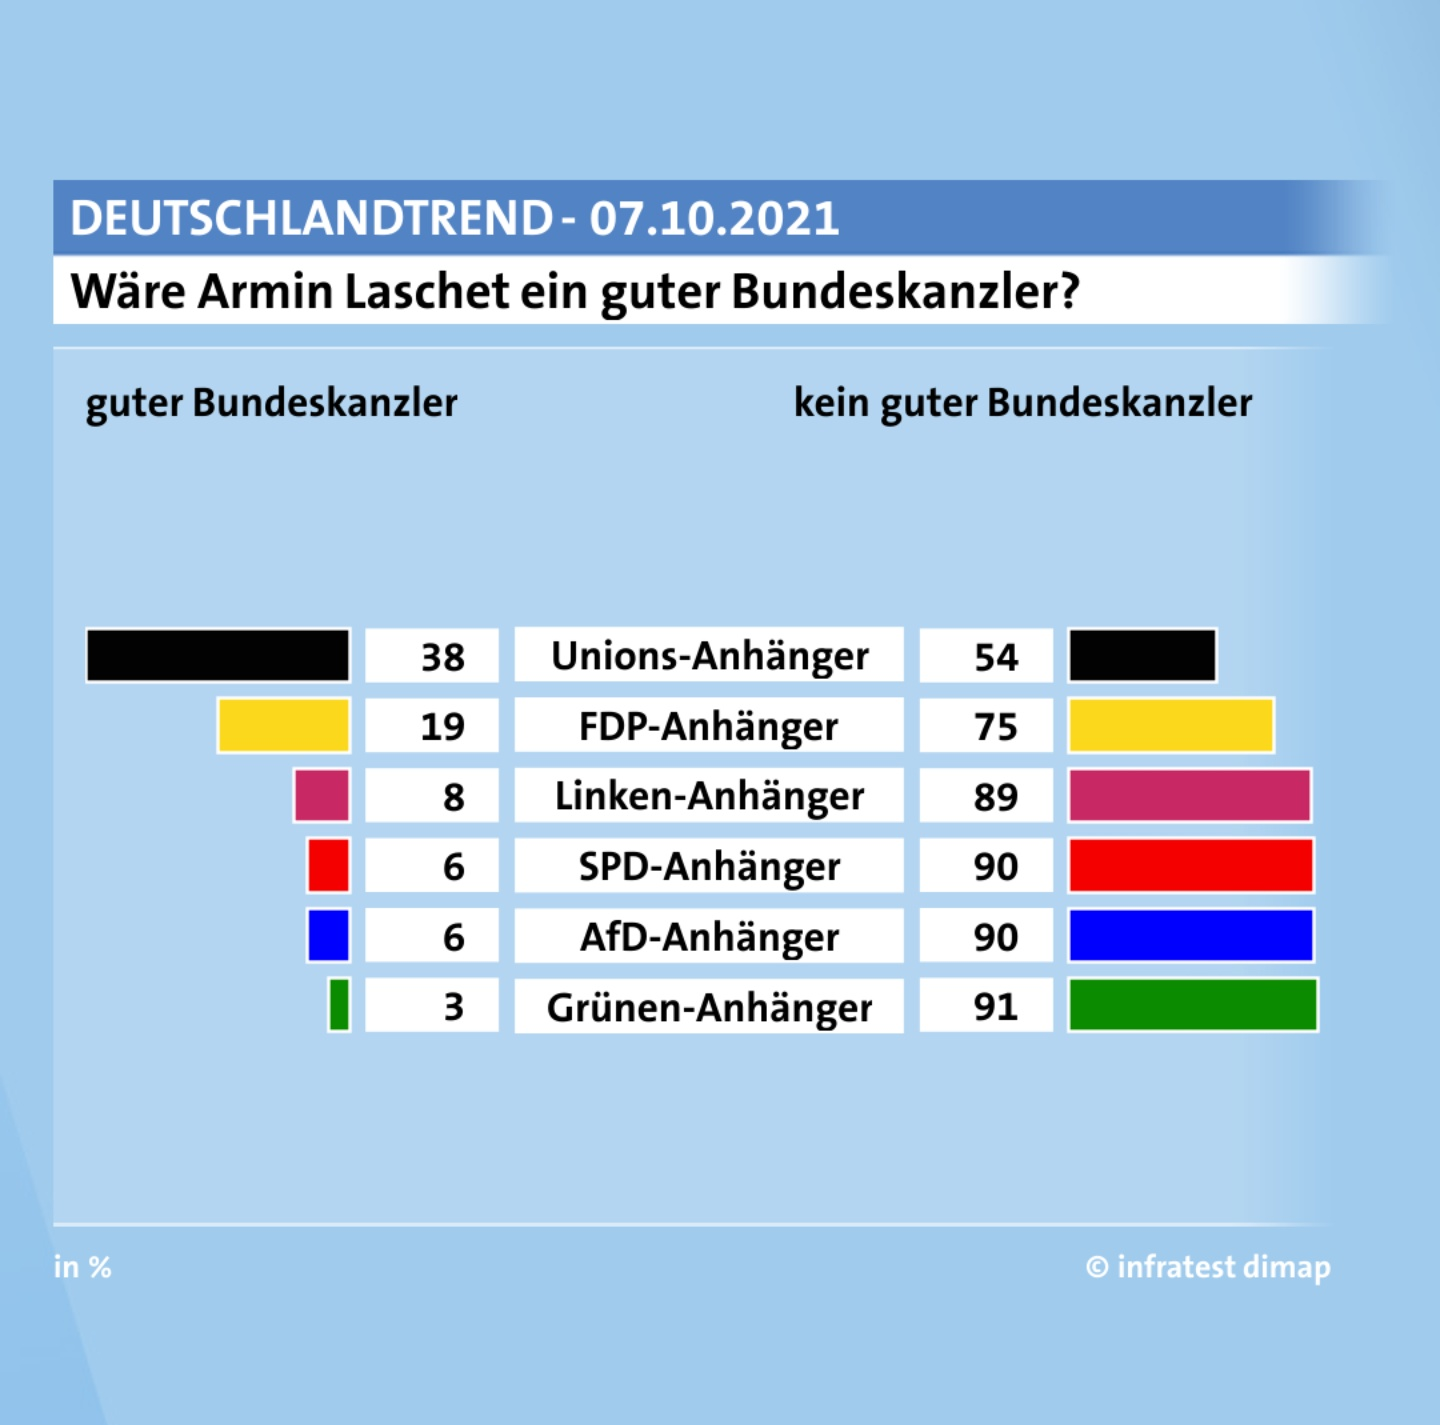 DEUTSCHLANDTREND - 07.10.2021
Wäre Armin Laschet ein guter Bundeskanzler?
guter Bundeskanzler kein guter Bundeskanzler
38 Unions-Anhänger 54
19 FDP-Anhänger 75
8 Linken-Anhänger 89
6 SPD-Anhänger 90
6 AfD-Anhänger 90
3 Grünen-Anhänger 91
in % © infratest dimap